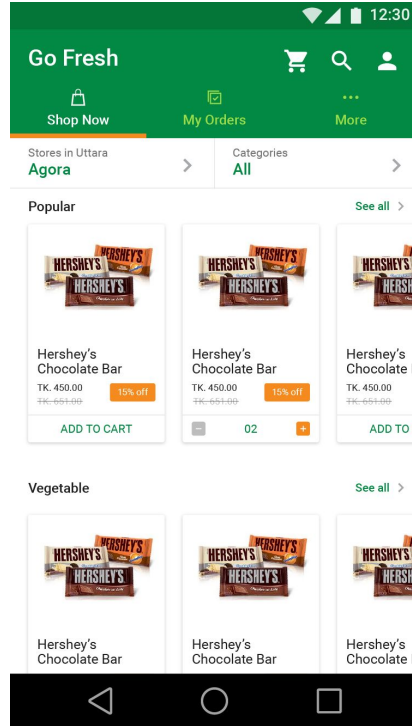 12:30
Go Fresh
Shop Now
My Orders
More
Stores in Uttara
Agora
Categories
All
Popular
See all >
HERSHEY'S
HERSHEY'S
HERSHEY'S
HERSHEY'S
HERSHEY'S
HERSH
Hershey's
Chocolate Bar
TK. 450.00
TK. 651.00
15% off
ADD TO CART
Hershey's
Chocolate Bar
TK. 450.00
TK. 651.00
15% off
- 02 +
Hershey's
Chocolate
TK. 450.00
TK. 651.00
ADD TO
Vegetable
See all >
HERSHEY'S
HERSHEY'S
HERSHEY'S
HERSHEY'S
HERSHEY'S
HERSH
Hershey's
Chocolate Bar
Hershey's
Chocolate Bar
Hershey's
Chocolate